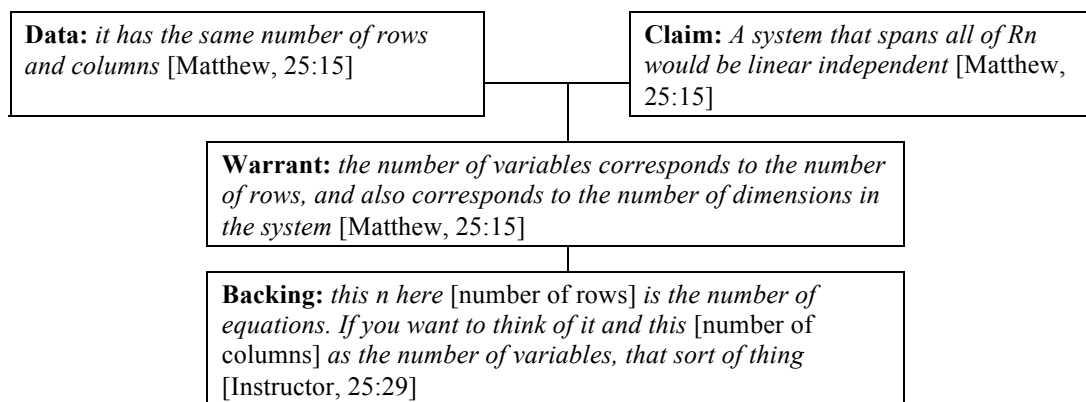 Data: it has the same number of rows
and columns [Matthew, 25:15]
Claim: A system that spans all of Rn
would be linear independent [Matthew,
25:15]
Warrant: the number of variables corresponds to the number
of rows, and also corresponds to the number of dimensions in
the system [Matthew, 25:15]
Backing: this n here [number of rows] is the number of
equations. If you want to think of it and this [number of
columns] as the number of variables, that sort of thing
[Instructor, 25:29]